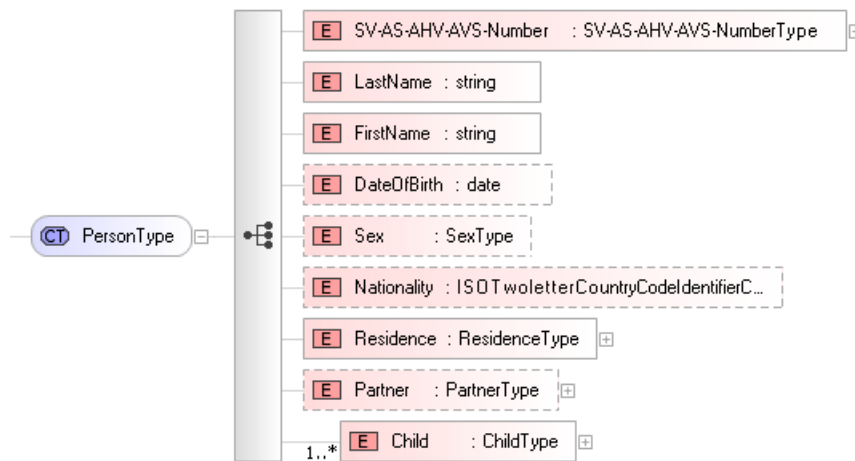 E SV-AS-AHV-AVS-Number : SV-AS-AHV-AVS-NumberType
E LastName : string
E FirstName : string
E DateOfBirth : date
CT PersonType
E Sex : SexType
E Nationality : ISOTwoletterCountryCodeIdentifierC...
E Residence : ResidenceType
E Partner : PartnerType
1..* E Child : ChildType